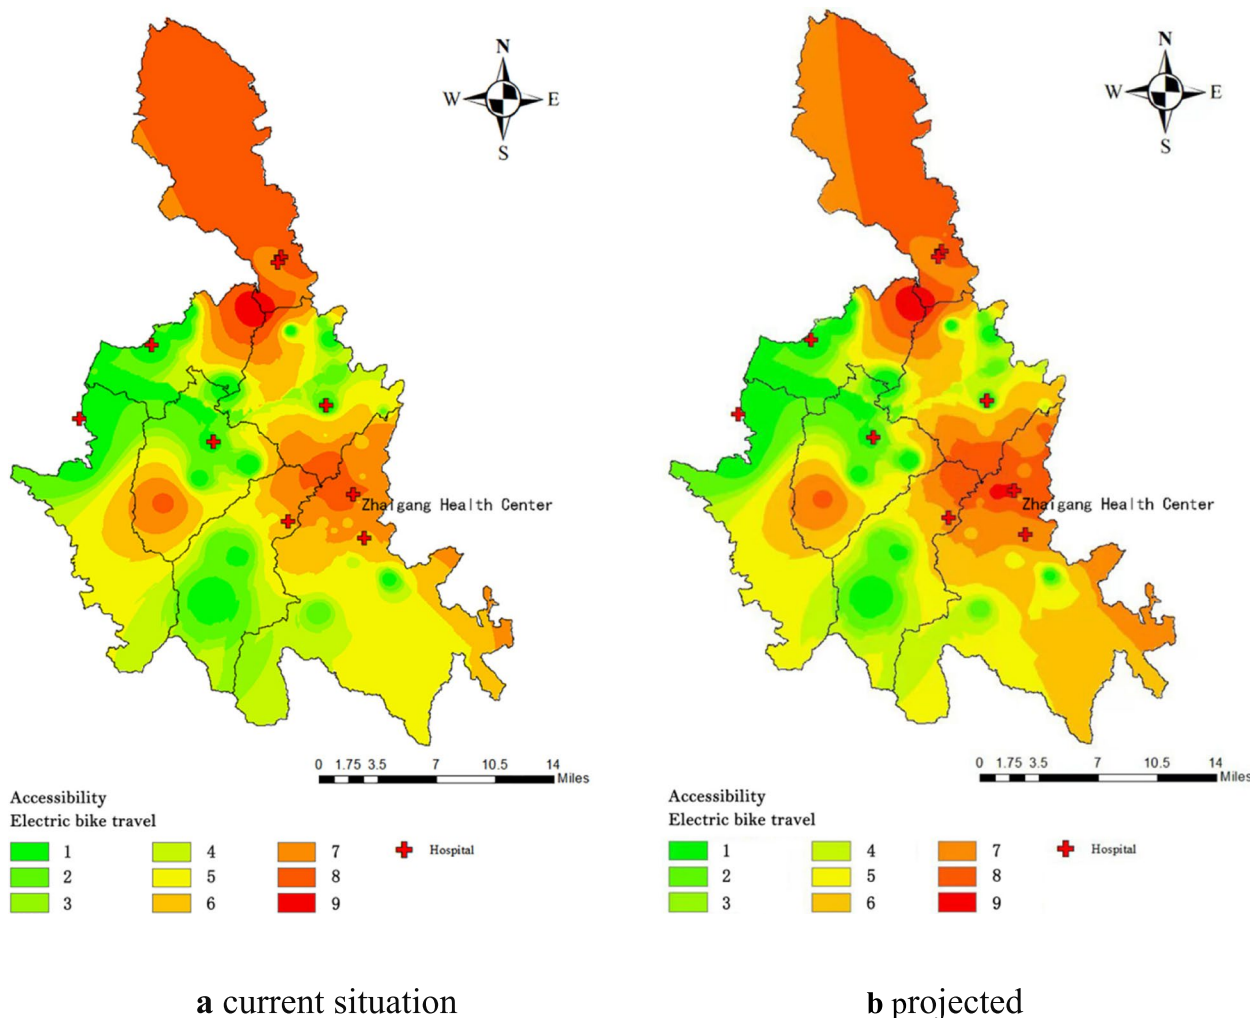 N
W E
S
N
W E
S
Zhaigang Health Center
Zhaigang Health Center
0 1.75 3.5 7 10.5 14
Miles
0 1.75 3.5 7 10.5 14
Miles
Accessibility
Electric bike travel
1 4 7 Hospital
2 5 8
3 6 9
Accessibility
Electric bike travel
1 4 7 Hospital
2 5 8
3 6 9
a current situation
b projected